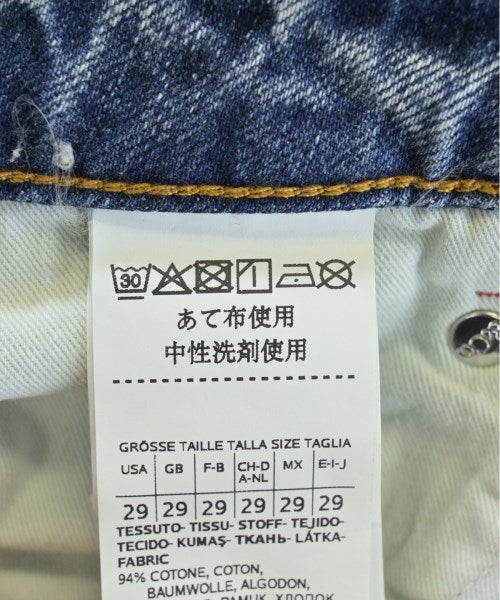 30
あて布使用
中性洗剤使用
GRÖSSE TAILLE TALLA SIZE TAGLIA
USA GB F-B CH-D A-NL MX E-I-J
29 29 29 29 29 29
TESSUTO- TISSU- STOFF- TEJIDO-
TECIDO- KUMAŞ- ТКАНЬ- LÁTKA-
FABRIC
94% COTONE, COTON,
BAUMWOLLE, ALGODON,